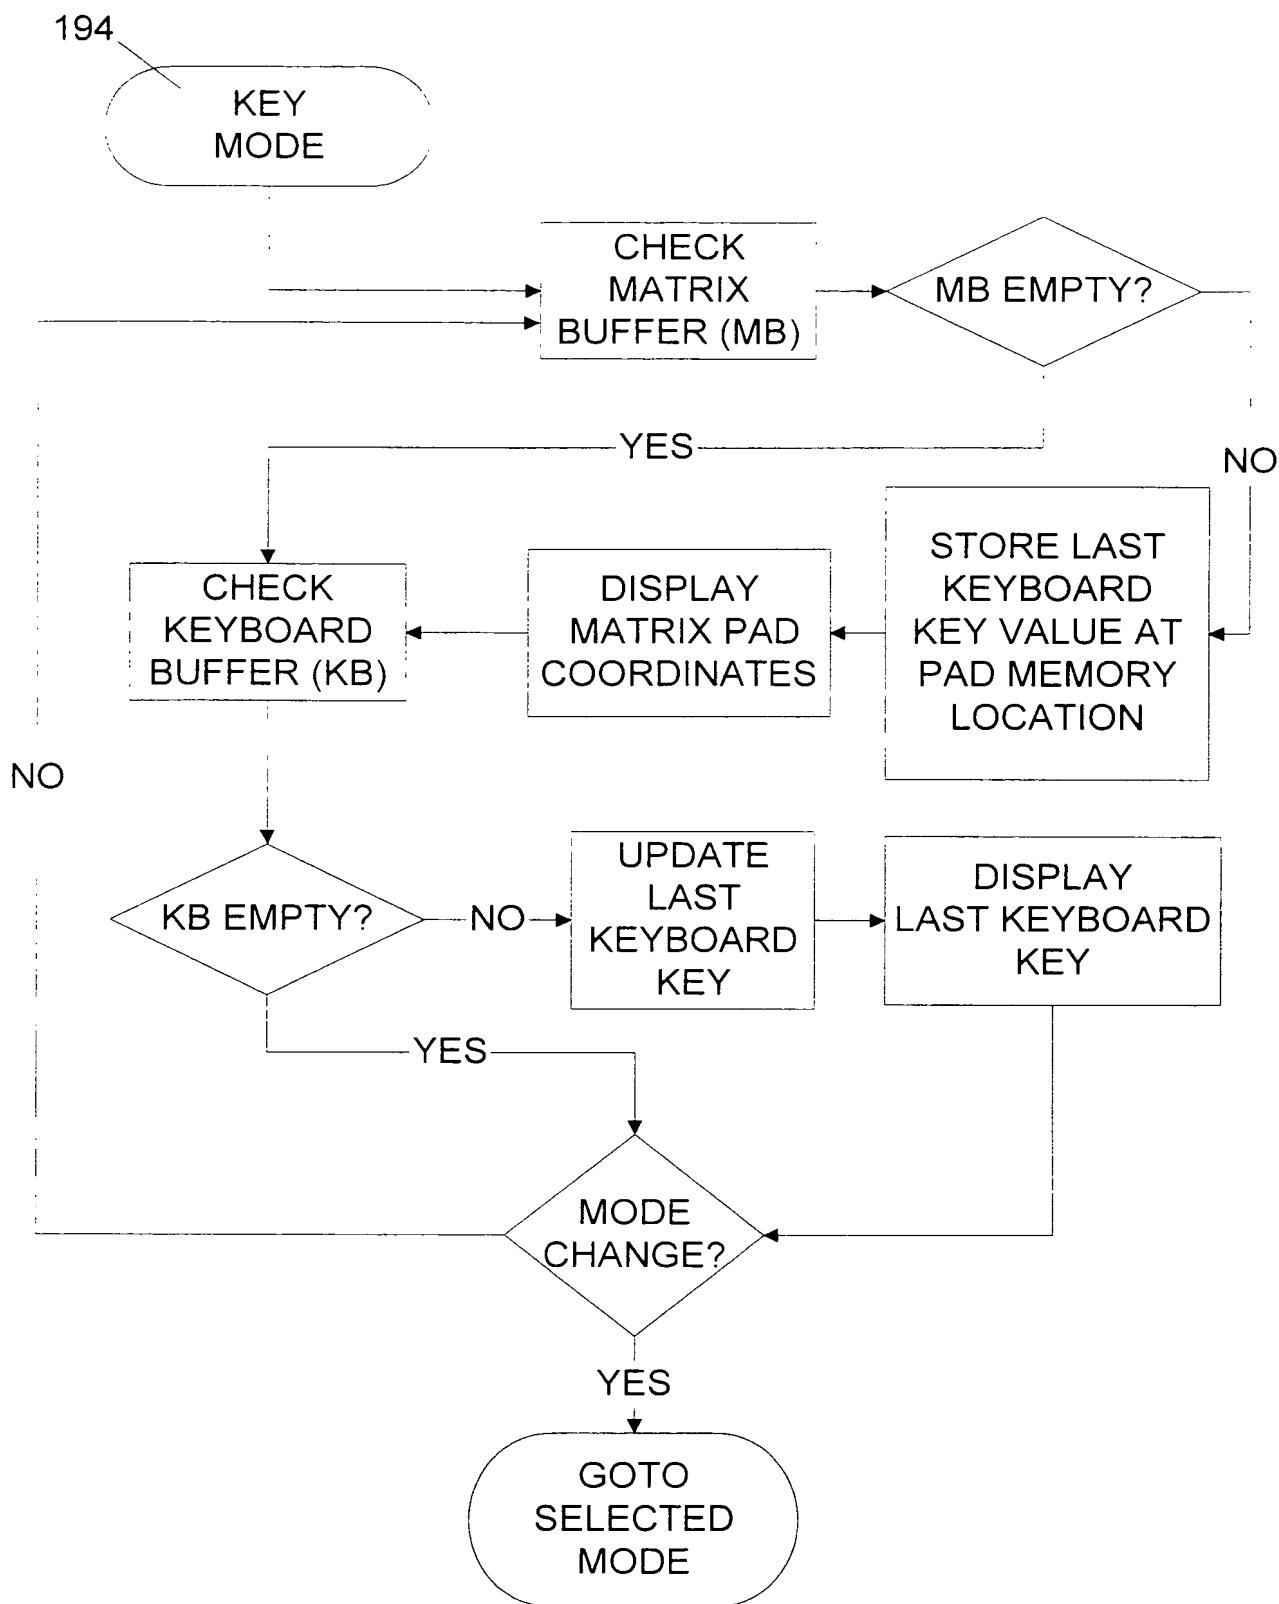 194
KEY
MODE
CHECK
MATRIX
BUFFER (MB)
MB EMPTY?
YES
NO
CHECK
KEYBOARD
BUFFER (KB)
DISPLAY
MATRIX PAD
COORDINATES
STORE LAST
KEYBOARD
KEY VALUE AT
PAD MEMORY
LOCATION
NO
KB EMPTY?
NO
UPDATE
LAST
KEYBOARD
KEY
DISPLAY
LAST KEYBOARD
KEY
YES
MODE
CHANGE?
YES
GOTO
SELECTED
MODE